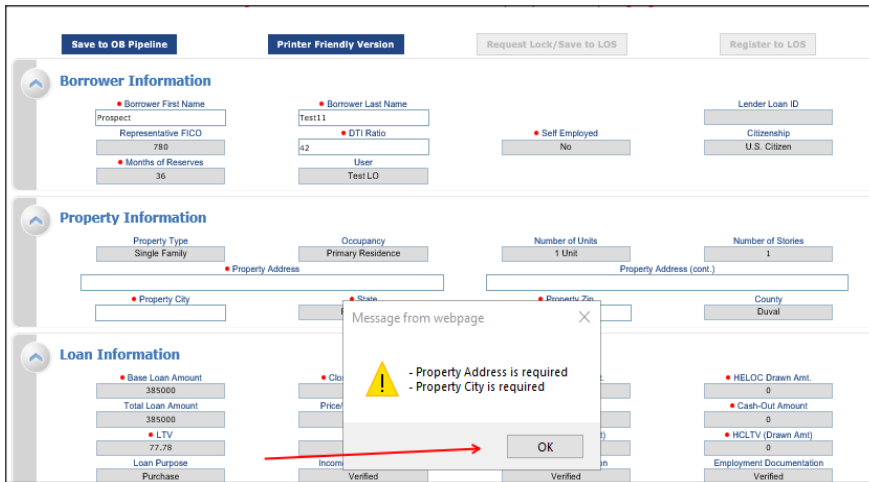 Save to OB Pipeline Printer Friendly Version Request Lock/Save to LOS Register to LOS
Borrower Information
Borrower First Name Borrower Last Name Lender Loan ID
Prospect Test11
Representative FICO DTI Ratio Self Employed Citizenship
780 42 No U.S. Citizen
Months of Reserves User
36 Test LO
Property Information
Property Type Occupancy Number of Units Number of Stories
Single Family Primary Residence 1 Unit 1
Property Address Property Address (cont.)
Property City State Property Zip County
Duval
Message from webpage
- Property Address is required
- Property City is required
OK
Loan Information
Base Loan Amount HELOC Drawn Amt.
385000 0
Total Loan Amount Cash-Out Amount
385000 0
LTV HCLTV (Drawn Amt)
77.78 0
Loan Purpose Employment Documentation
Purchase Verified Verified Verified